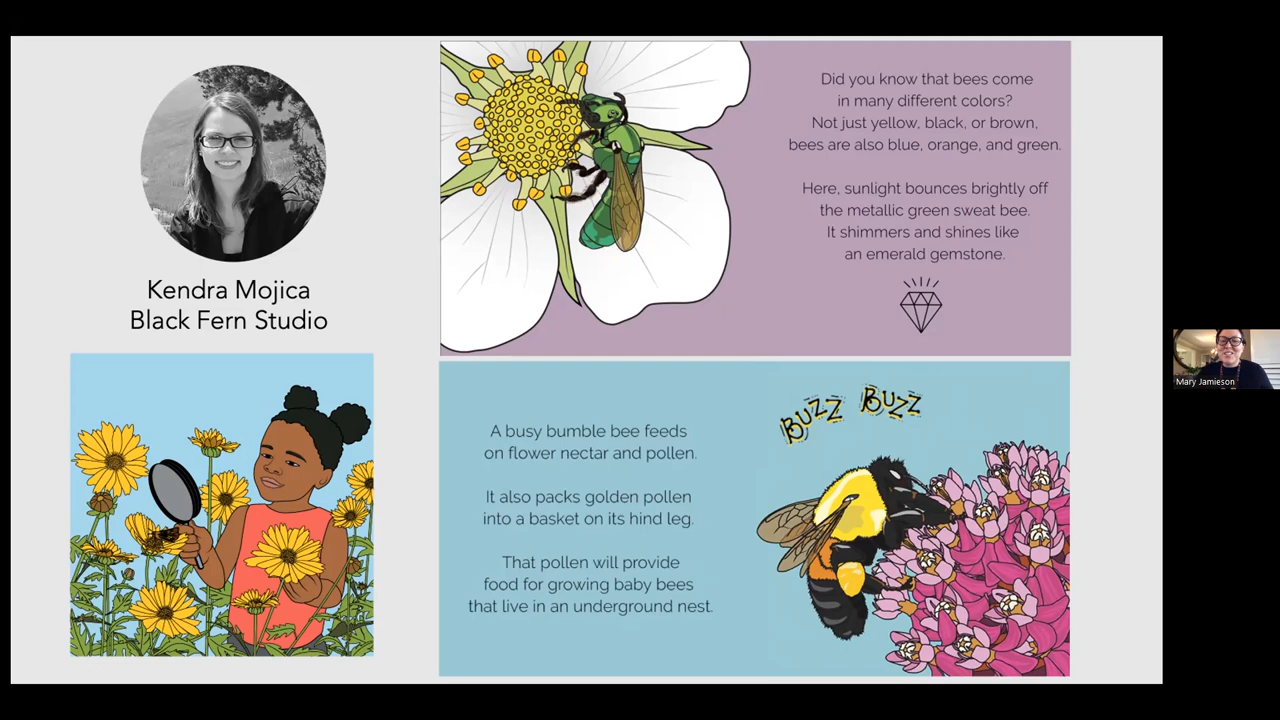 Kendra Mojica
Black Fern Studio
Did you know that bees come
in many different colors?
Not just yellow, black, or brown,
bees are also blue, orange, and green.
Here, sunlight bounces brightly off
the metallic green sweat bee.
It shimmers and shines like
an emerald gemstone.
A busy bumble bee feeds
on flower nectar and pollen.
It also packs golden pollen
into a basket on its hind leg.
That pollen will provide
food for growing baby bees
that live in an underground nest.
BUZZ BUZZ
Mary Jamieson